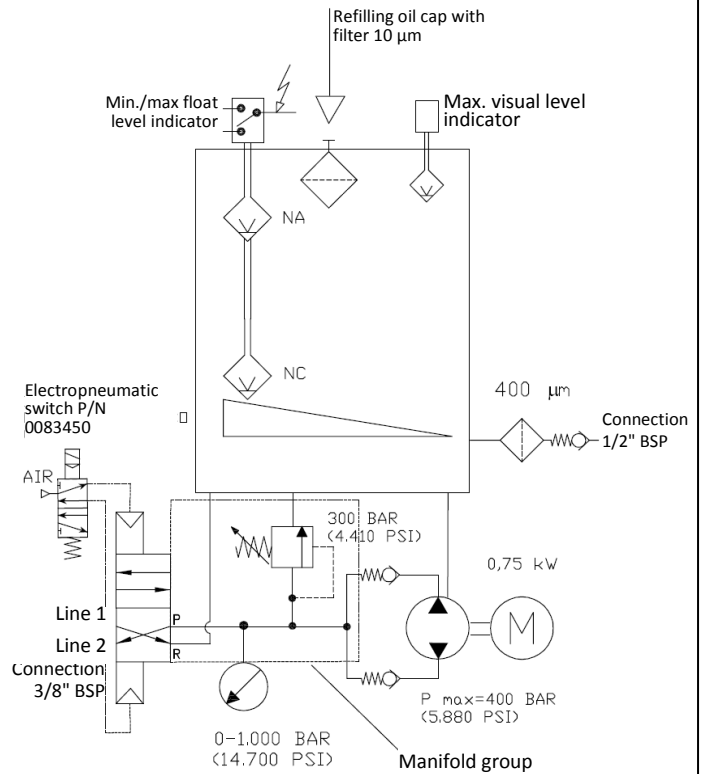 Refilling oil cap with
filter 10 µm
Min./max float
level indicator
Max. visual level
indicator
NA
NC
Electropneumatic
switch P/N
0083450
400 µm
Connection
1/2" BSP
AIR
300 BAR
(4.410 PSI)
0,75 kW
Line 1
P
Line 2
R
M
Connection
3/8" BSP
P max=400 BAR
(5.880 PSI)
0-1.000 BAR
(14.700 PSI)
Manifold group